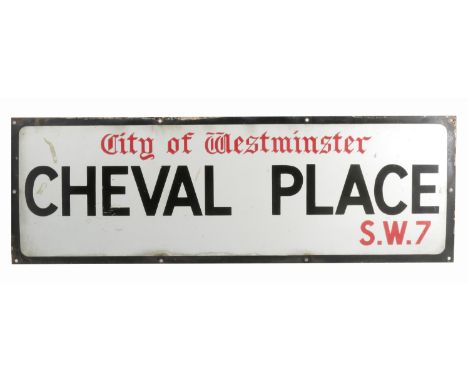 City of Westminster
CHEVAL PLACE
S.W.7